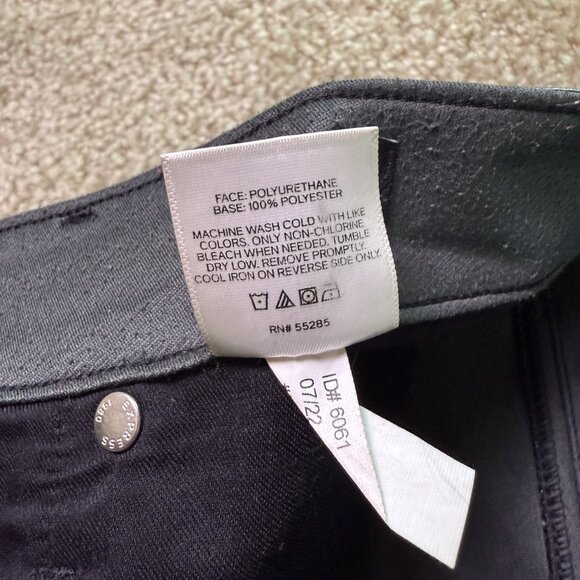 FACE: POLYURETHANE
BASE: 100% POLYESTER
MACHINE WASH COLD WITH LIKE
COLORS. ONLY NON-CHLORINE
BLEACH WHEN NEEDED. TUMBLE
DRY LOW. REMOVE PROMPTLY.
COOL IRON ON REVERSE SIDE ONLY.
RN# 55285
ID# 6061
07/22
#
EXPRESS
1980